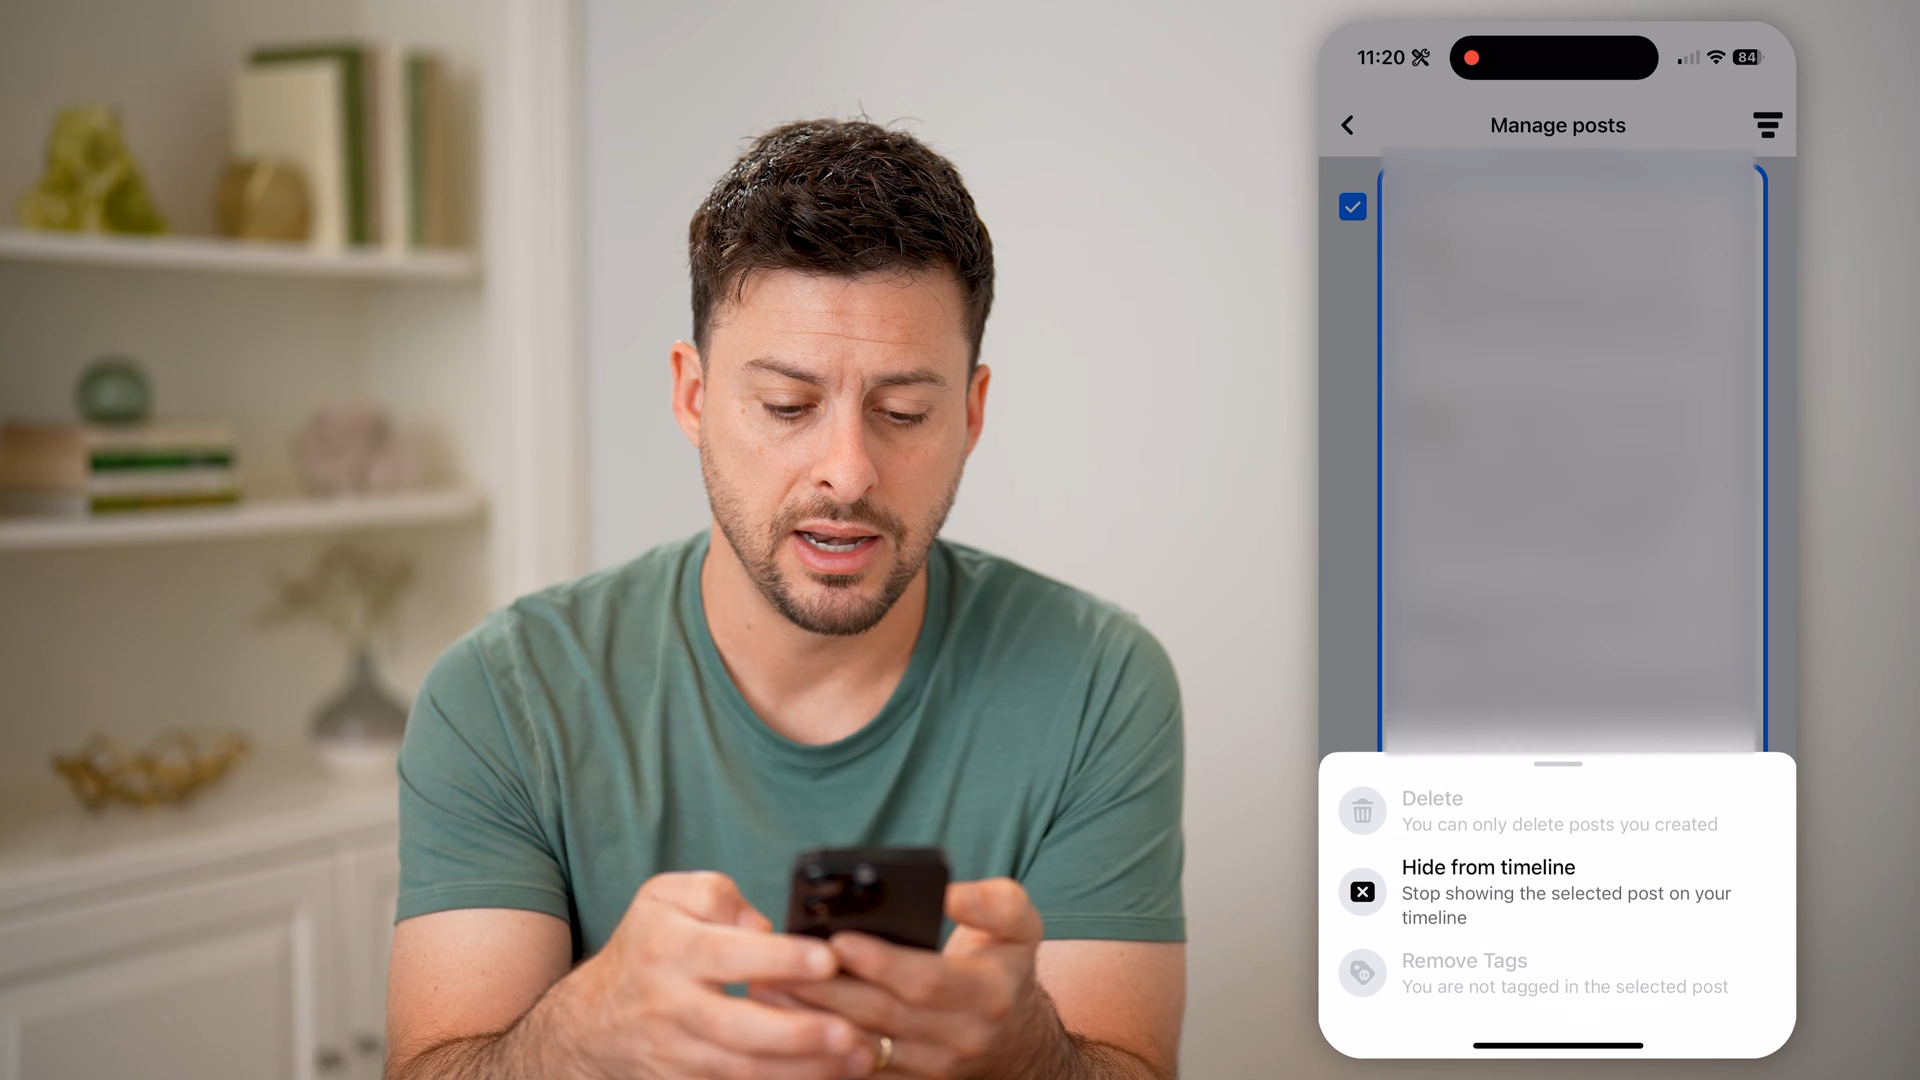 11:20
84
Manage posts
Delete
You can only delete posts you created
Hide from timeline
Stop showing the selected post on your
timeline
Remove Tags
You are not tagged in the selected post